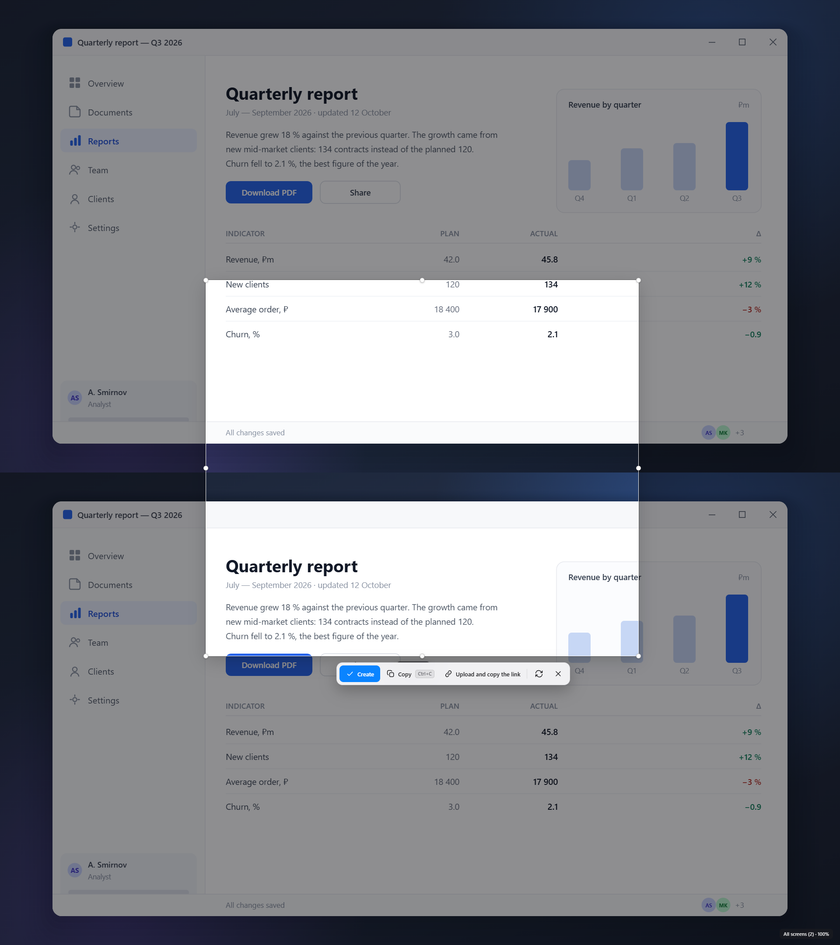 Quarterly report — Q3 2026
Overview
Documents
Reports
Team
Clients
Settings
A. Smirnov
Analyst
AS
Quarterly report
July — September 2026 · updated 12 October
Revenue grew 18 % against the previous quarter. The growth came from
new mid-market clients: 134 contracts instead of the planned 120.
Churn fell to 2.1 %, the best figure of the year.
Download PDF Share
Revenue by quarter ₽m
Q4 Q1 Q2 Q3
INDICATOR PLAN ACTUAL Δ
Revenue, ₽m 42.0 45.8 +9 %
New clients 120 134 +12 %
Average order, ₽ 18 400 17 900 −3 %
Churn, % 3.0 2.1 −0.9
All changes saved AS MK +3
Quarterly report — Q3 2026
Overview
Documents
Reports
Team
Clients
Settings
A. Smirnov
Analyst
AS
Quarterly report
July — September 2026 · updated 12 October
Revenue grew 18 % against the previous quarter. The growth came from
new mid-market clients: 134 contracts instead of the planned 120.
Churn fell to 2.1 %, the best figure of the year.
Download PDF
Revenue by quarter ₽m
Q4 Q1 Q2 Q3
Create Copy Ctrl+C Upload and copy the link
INDICATOR PLAN ACTUAL Δ
Revenue, ₽m 42.0 45.8 +9 %
New clients 120 134 +12 %
Average order, ₽ 18 400 17 900 −3 %
Churn, % 3.0 2.1 −0.9
All changes saved AS MK +3
All screens (2) · 100%